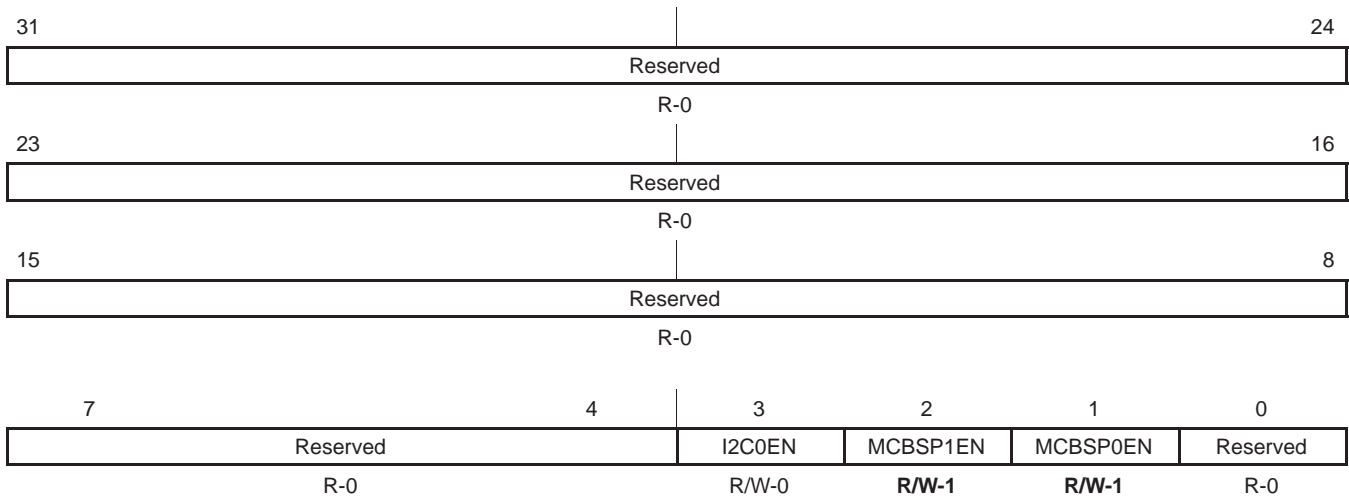 31 24
Reserved
R-0
23 16
Reserved
R-0
15 8
Reserved
R-0
7 4 3 2 1 0
Reserved I2C0EN MCBSP1EN MCBSP0EN Reserved
R-0 R/W-0 R/W-1 R/W-1 R-0